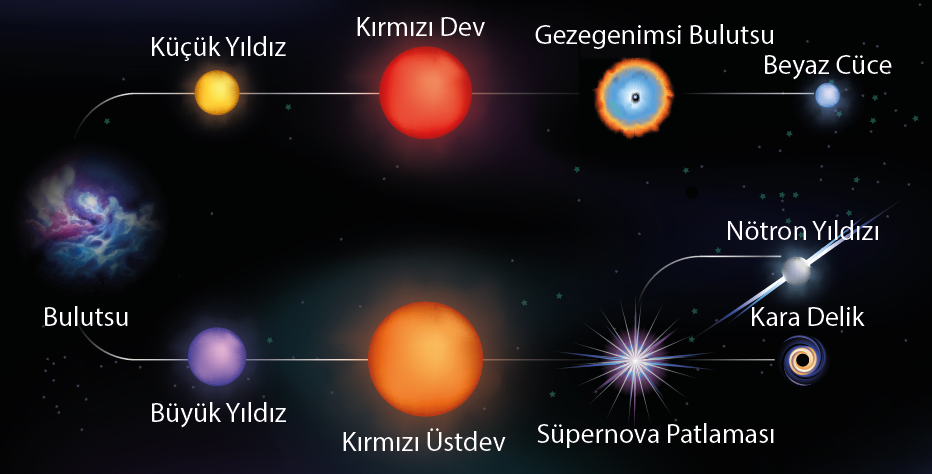 Küçük Yıldız
Kırmızı Dev
Gezegenimsi Bulutsu
Beyaz Cüce
Nötron Yıldızı
Bulutsu
Kara Delik
Büyük Yıldız
Kırmızı Üstdev
Süpernova Patlaması